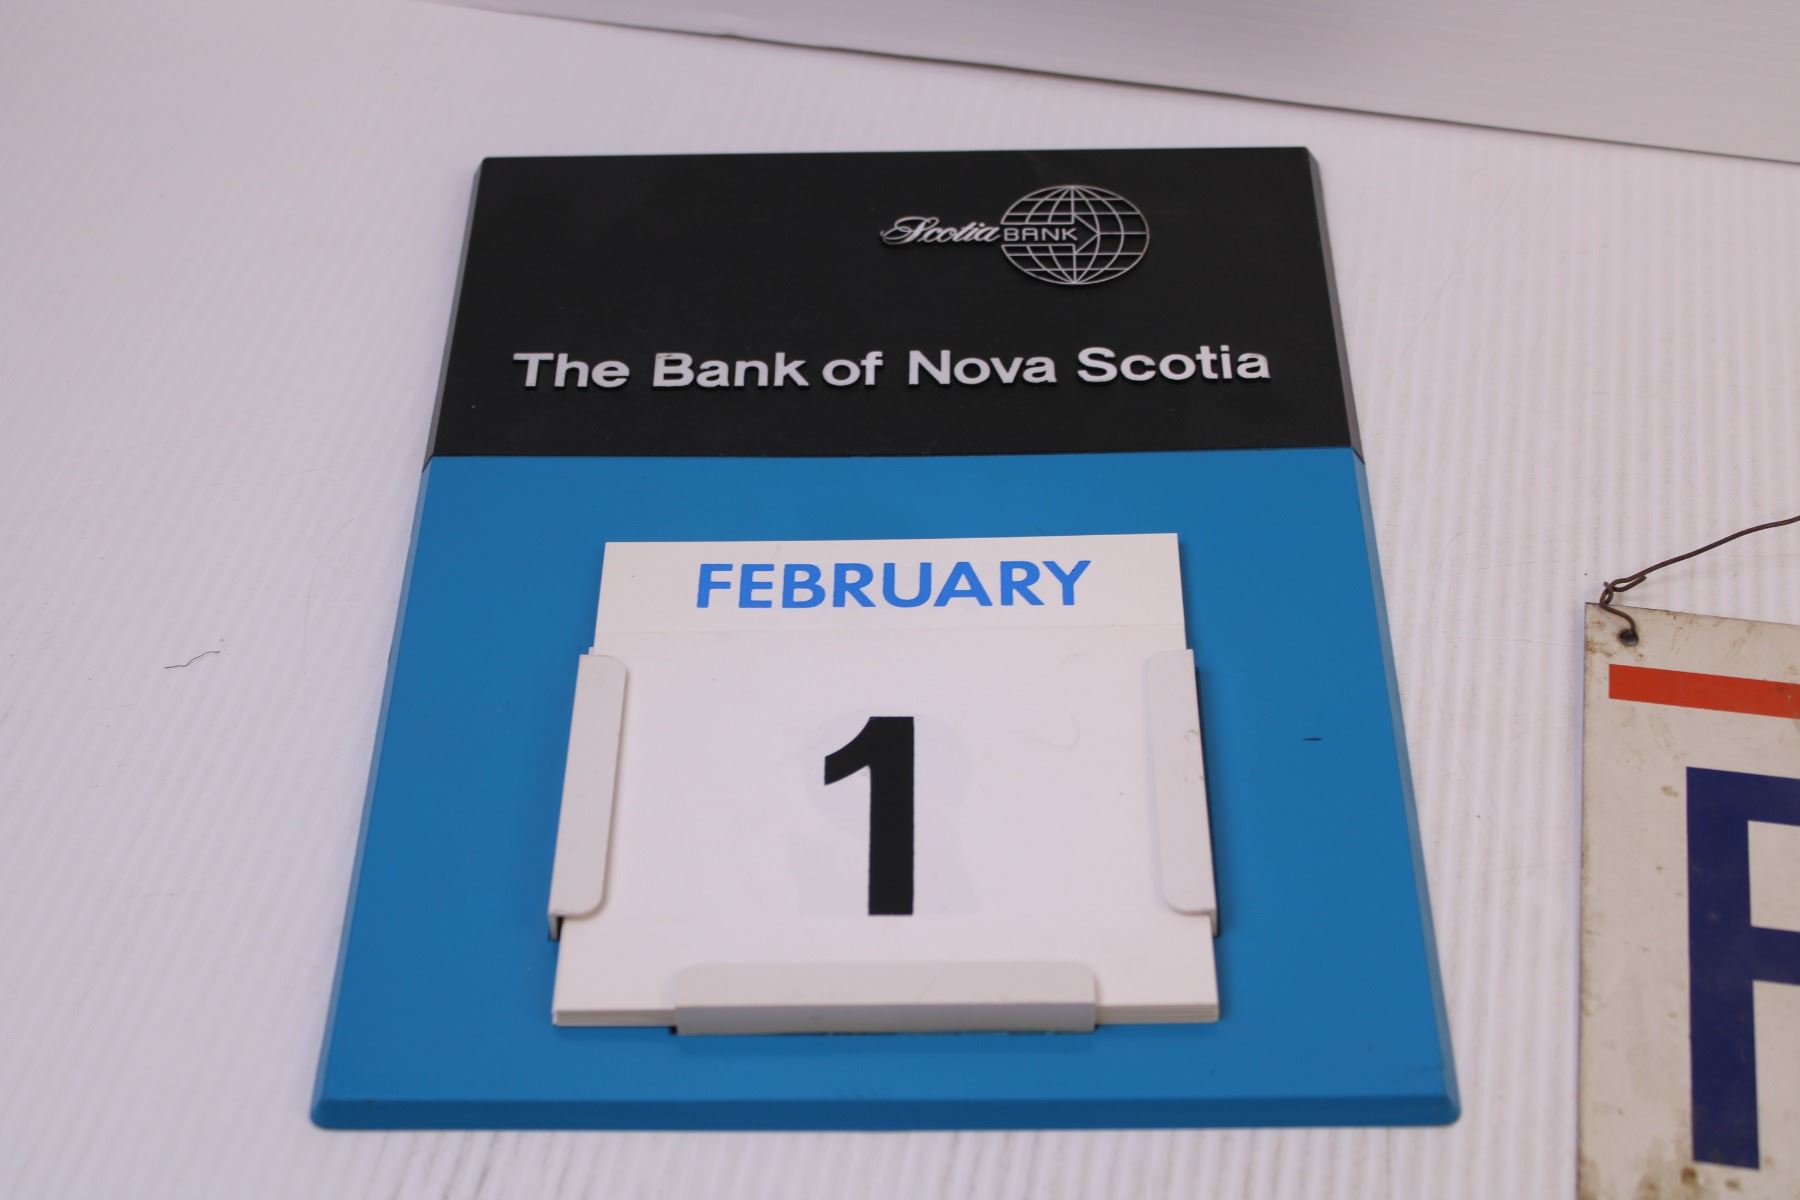 Scotia BANK
The Bank of Nova Scotia
FEBRUARY
1